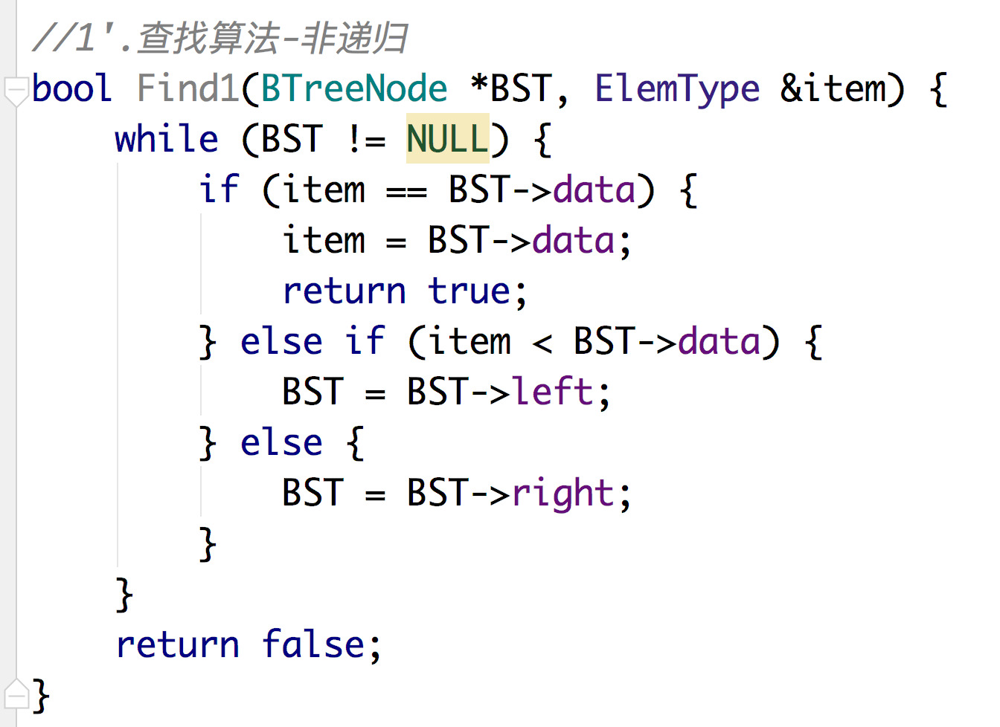 //1'.查找算法-非递归
bool Find1(BTreeNode *BST, ElemType &item) {
    while (BST != NULL) {
        if (item == BST->data) {
            item = BST->data;
            return true;
        } else if (item < BST->data) {
            BST = BST->left;
        } else {
            BST = BST->right;
        }
    }
    return false;
}